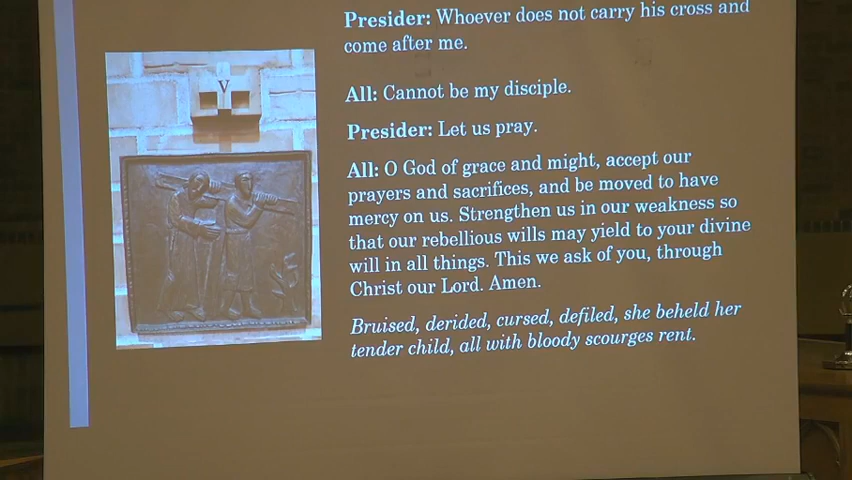 Presider: Whoever does not carry his cross and
come after me.
All: Cannot be my disciple.
Presider: Let us pray.
All: O God of grace and might, accept our
prayers and sacrifices, and be moved to have
mercy on us. Strengthen us in our weakness so
that our rebellious wills may yield to your divine
will in all things. This we ask of you, through
Christ our Lord. Amen.
Bruised, derided, cursed, defiled, she beheld her
tender child, all with bloody scourges rent.
V